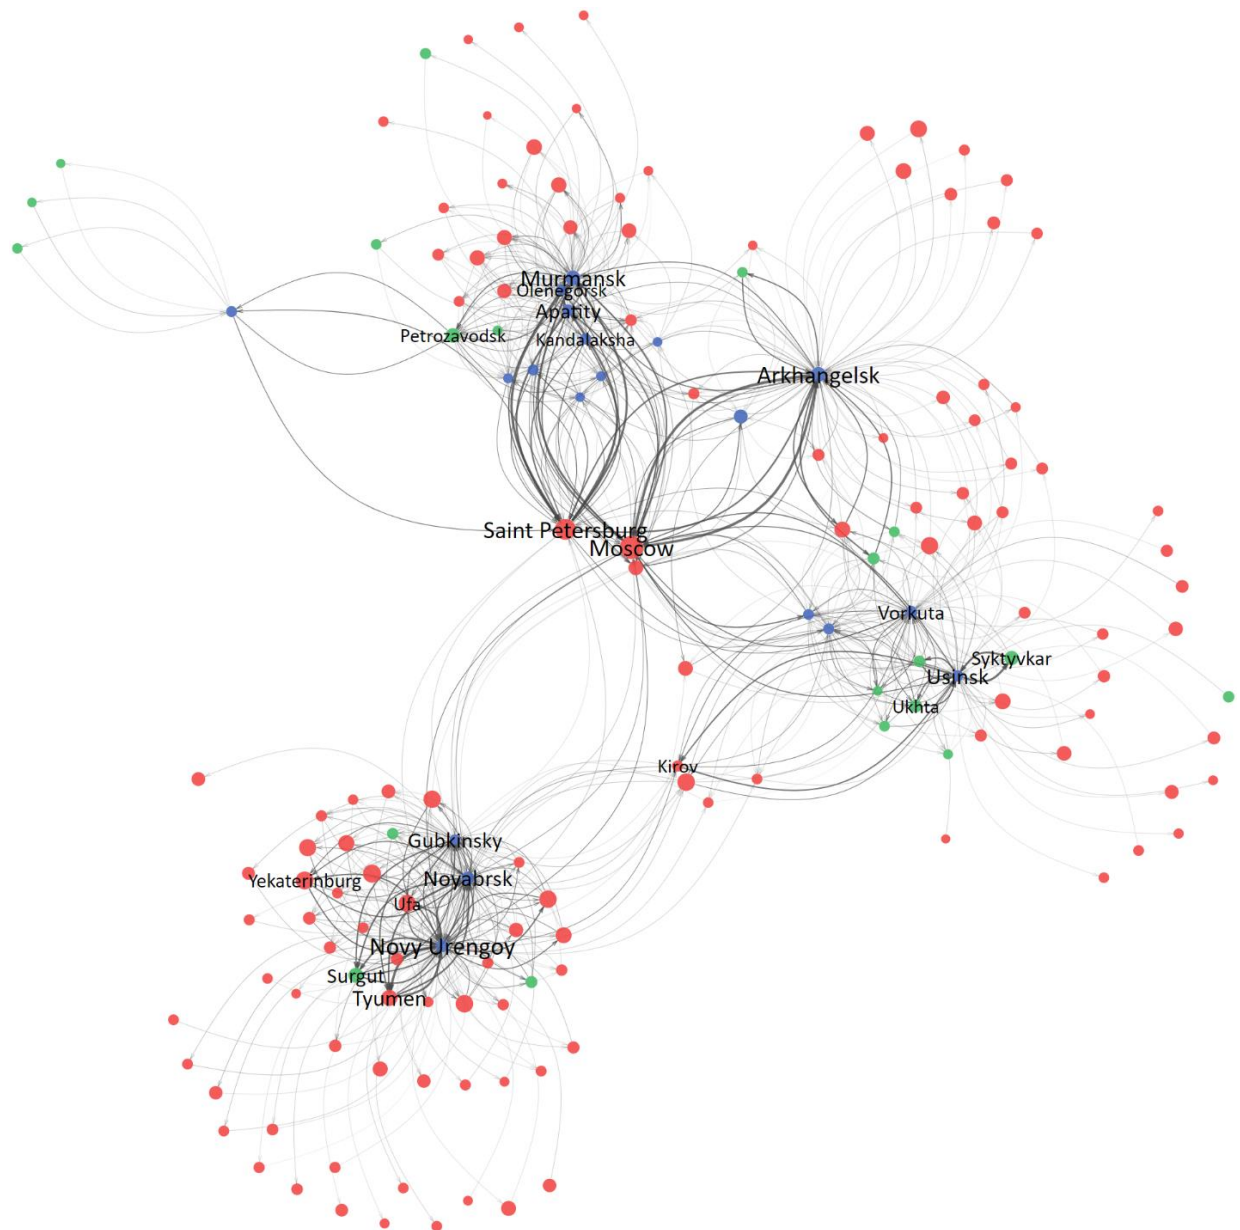 Murmansk
Olenegorsk
Apatity
Petrozavodsk
Kandalaksha
Arkhangelsk
Saint Petersburg
Moscow
Vorkuta
Syktyvkar
Usinsk
Ukhta
Kirov
Gubkinsky
Yekaterinburg
Noyabrsk
Ufa
Novy Urengoy
Surgut
Tyumen